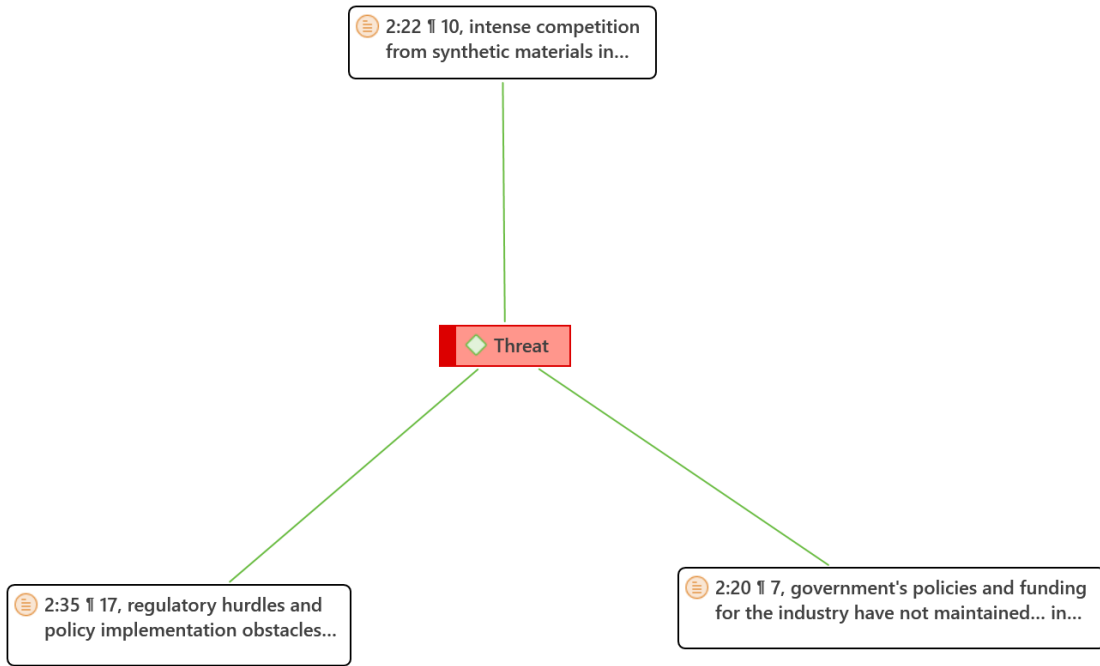 2:22 ¶ 10, intense competition
from synthetic materials in...
Threat
2:35 ¶ 17, regulatory hurdles and
policy implementation obstacles...
2:20 ¶ 7, government's policies and funding
for the industry have not maintained... in...